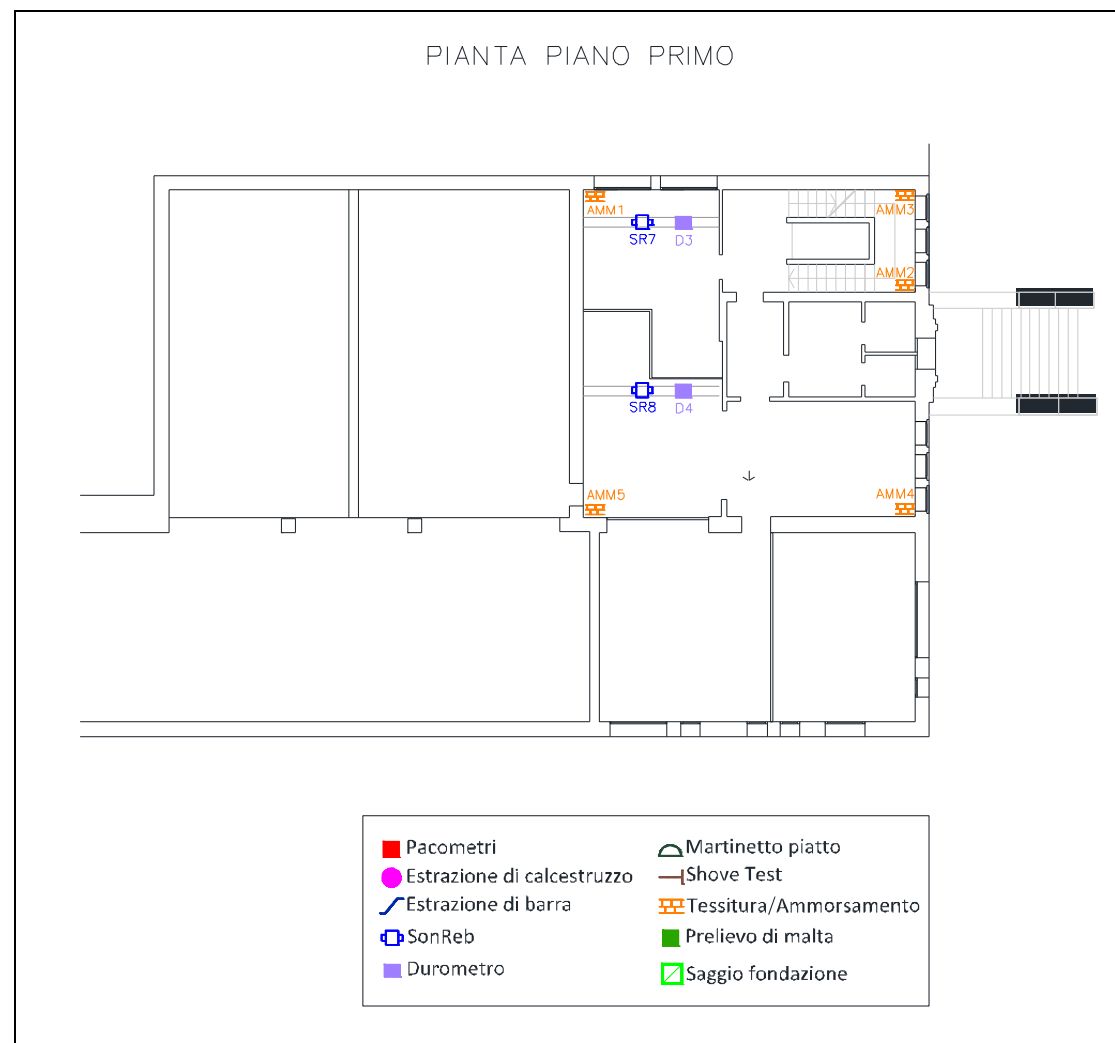 PIANTA PIANO PRIMO
AMM1
AMM3
SR7
D3
AMM2
SR8
D4
AMM5
AMM4
Pacometri
Estrazione di calcestruzzo
Estrazione di barra
SonReb
Durometro
Martinetto piatto
Shove Test
Tessitura/Ammorsamento
Prelievo di malta
Saggio fondazione